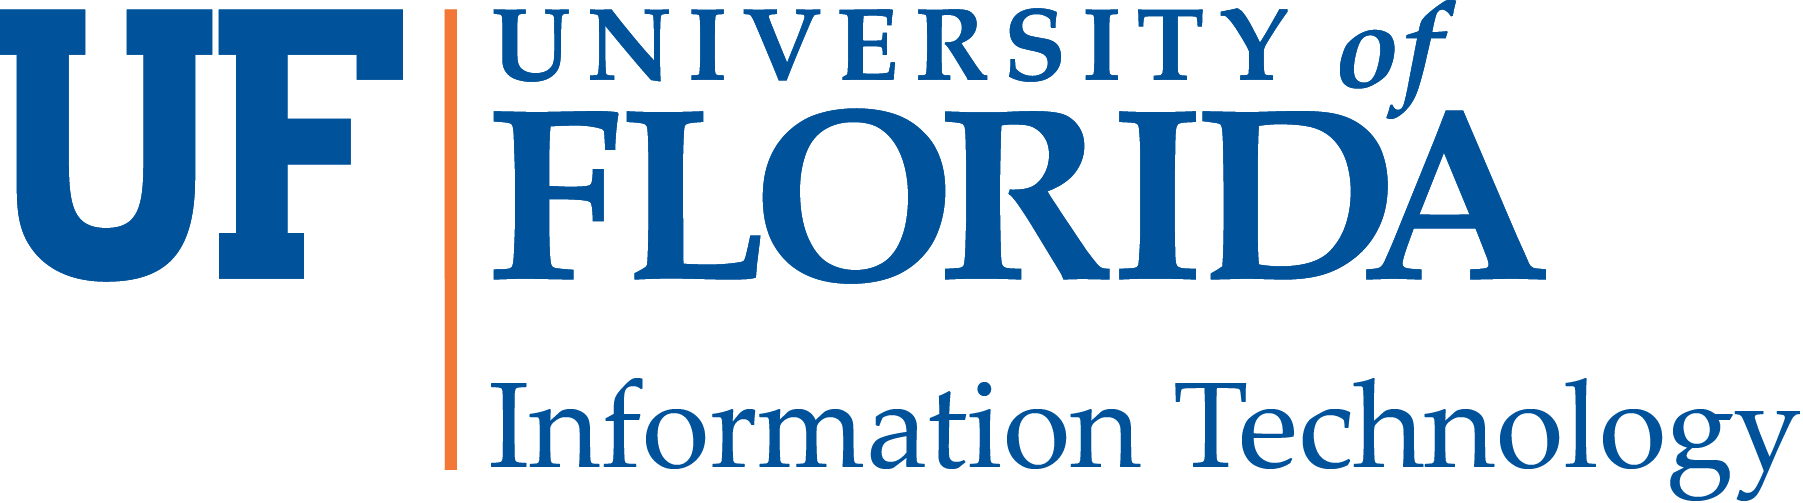 UF
UNIVERSITY of
FLORIDA
Information Technology